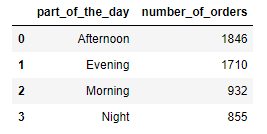 part_of_the_day number_of_orders
0 Afternoon 1846
1 Evening 1710
2 Morning 932
3 Night 855